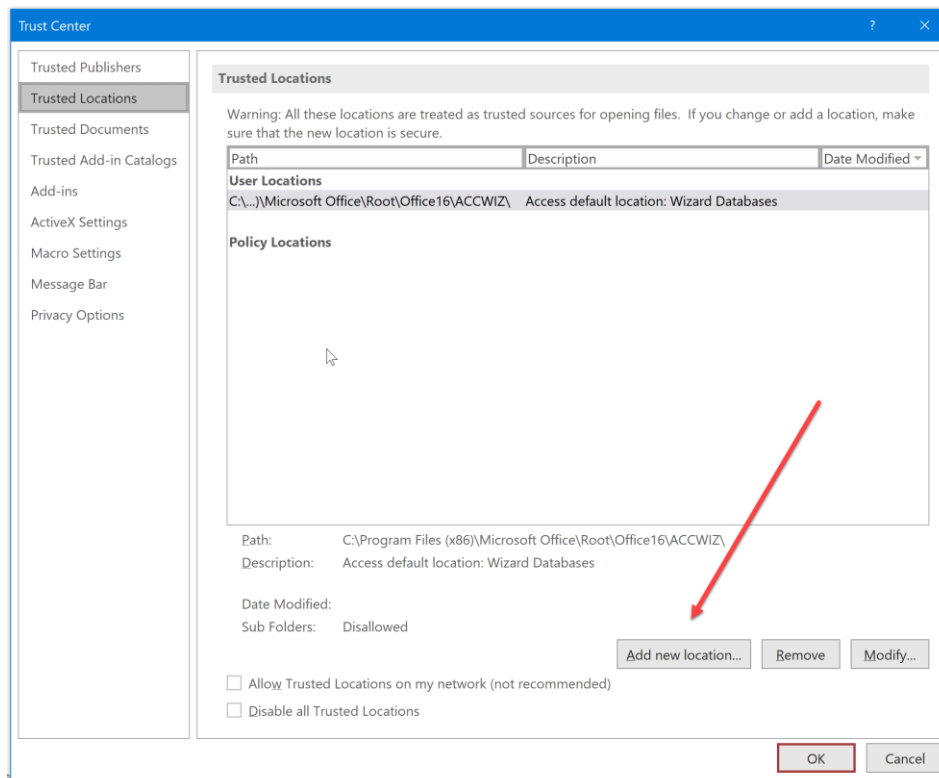 Trust Center
?
Trusted Publishers
Trusted Locations
Trusted Documents
Trusted Add-in Catalogs
Add-ins
ActiveX Settings
Macro Settings
Message Bar
Privacy Options
Trusted Locations
Warning: All these locations are treated as trusted sources for opening files. If you change or add a location, make
sure that the new location is secure.
Path Description Date Modified
User Locations
C:\...)\Microsoft Office\Root\Office16\ACCWIZ\ Access default location: Wizard Databases
Policy Locations
Path: C:\Program Files (x86)\Microsoft Office\Root\Office16\ACCWIZ\
Description: Access default location: Wizard Databases
Date Modified:
Sub Folders: Disallowed
Add new location... Remove Modify...
Allow Trusted Locations on my network (not recommended)
Disable all Trusted Locations
OK Cancel